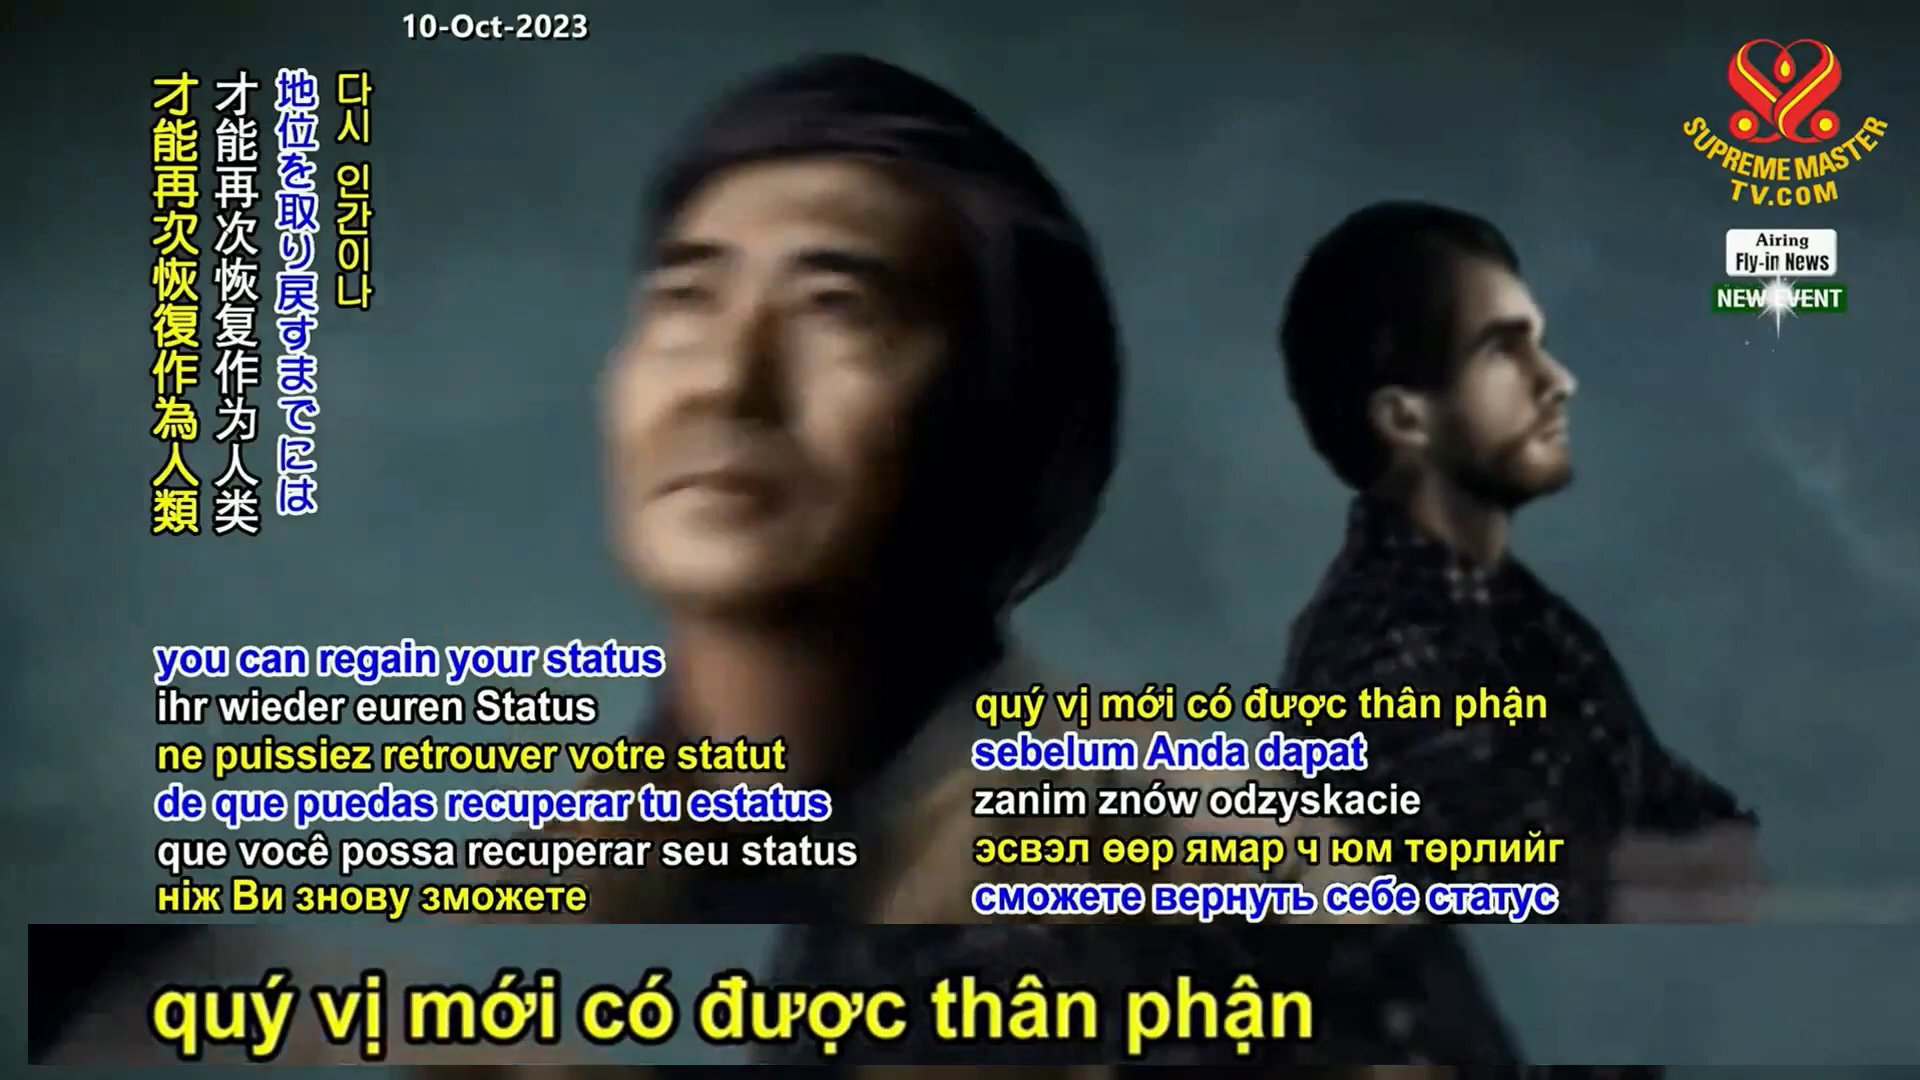 10-Oct-2023
SUPREME MASTER
TV.COM
Airing
Fly-in News
NEW EVENT
다시 인간이나
地位を取り戻すまでには
才能再次恢复作为人类
才能再次恢復作為人類
you can regain your status
ihr wieder euren Status
ne puissiez retrouver votre statut
de que puedas recuperar tu estatus
que você possa recuperar seu status
ніж Ви знову зможете
quý vị mới có được thân phận
sebelum Anda dapat
zanim znów odzyskacie
эсвэл өөр ямар ч юм төрлийг
сможете вернуть себе статус
quý vị mới có được thân phận